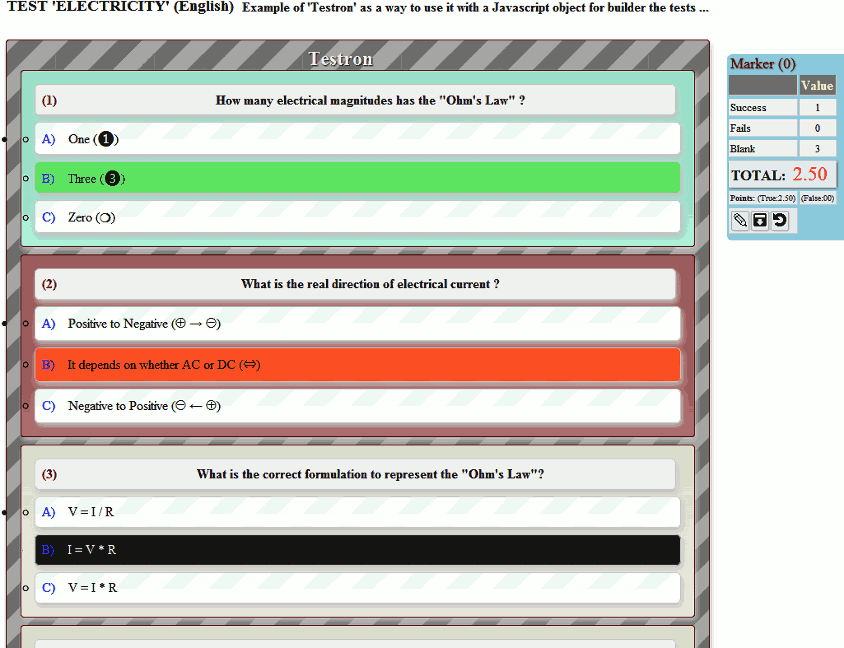 TEST 'ELECTRICITY' (English) Example of 'Testron' as a way to use it with a Javascript object for builder the tests ...
Testron
(1) How many electrical magnitudes has the "Ohm's Law" ?
A) One (❶)
B) Three (❸)
C) Zero (❍)
(2) What is the real direction of electrical current ?
A) Positive to Negative (⊕ → ⊖)
B) It depends on whether AC or DC (⇔)
C) Negative to Positive (⊖ ← ⊕)
(3) What is the correct formulation to represent the "Ohm's Law"?
A) V = I / R
B) I = V * R
C) V = I * R
Marker (0)
Value
Success 1
Fails 0
Blank 3
TOTAL: 2.50
Points: (True:2.50) (False:00)